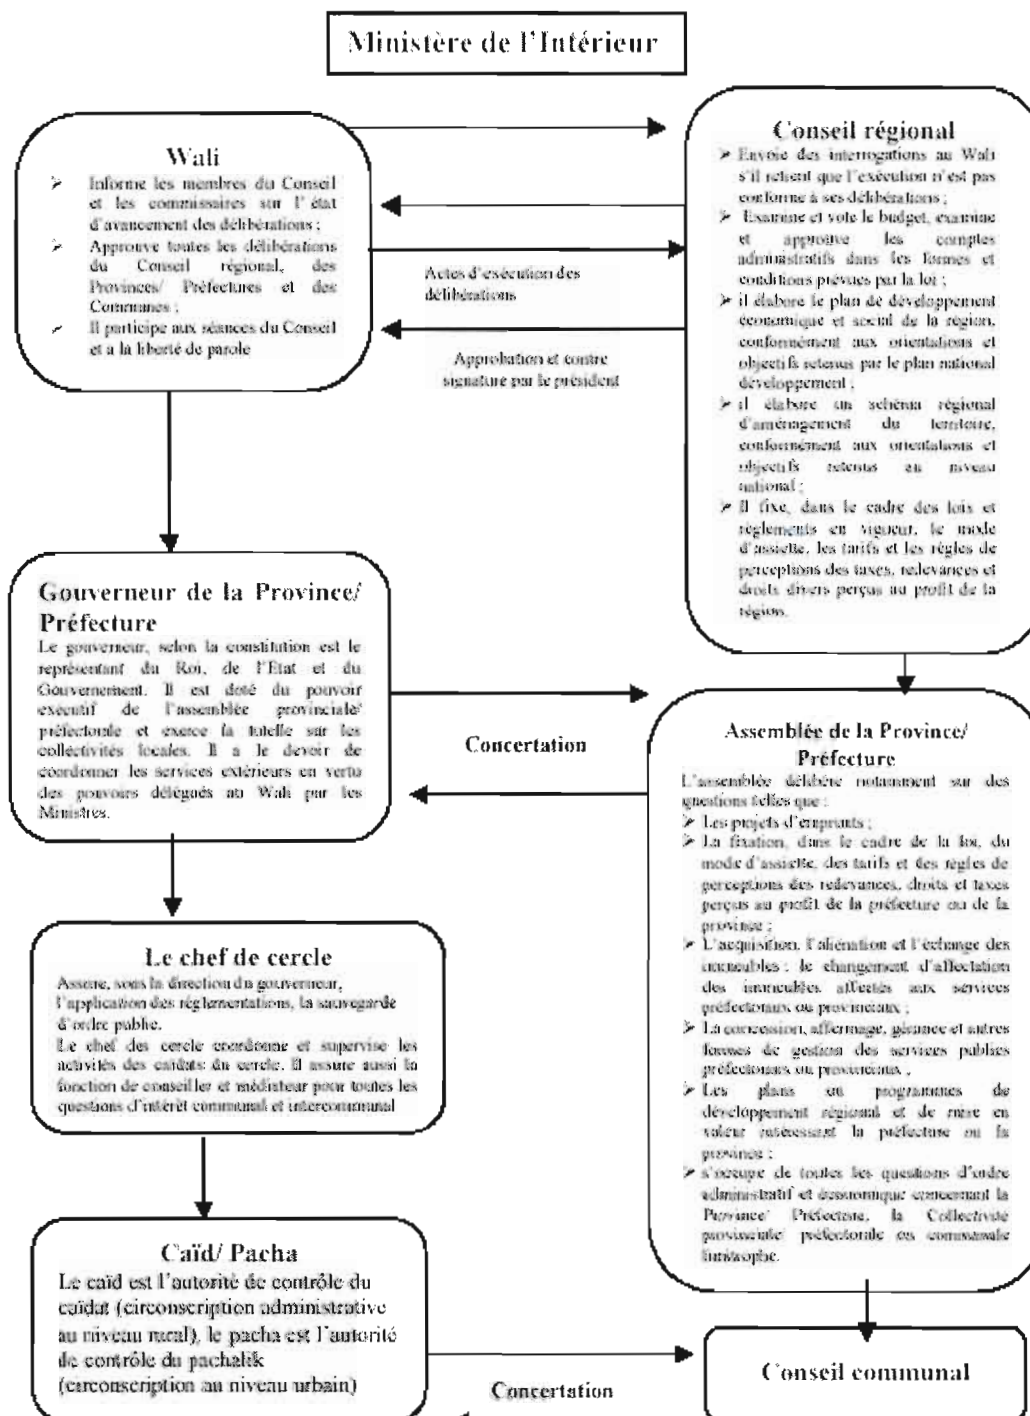 Ministère de l'Intérieur
Wali
➢ Informe les membres du Conseil
et les commissaires sur l'état
d'avancement des délibérations ;
➢ Approuve toutes les délibérations
du Conseil régional, des
Provinces/ Préfectures et des
Communes ;
➢ Il participe aux séances du Conseil
et a la liberté de parole
Actes d'exécution des
délibérations
Approbation et contre
signature par le président
Conseil régional
➢ Envoie des interrogations au Wali
s'il retient que l'exécution n'est pas
conforme à ses délibérations ;
➢ Examine et vote le budget, examine
et approuve les comptes
administratifs dans les formes et
conditions prévues par la loi ;
➢ il élabore le plan de développement
économique et social de la région,
conformément aux orientations et
objectifs retenus par le plan national
développement ;
➢ il élabore un schéma régional
d'aménagement du territoire,
conformément aux orientations et
objectifs retenus au niveau
national ;
➢ Il fixe, dans le cadre des lois et
règlements en vigueur, le mode
d'assiette, les tarifs et les règles de
perceptions des taxes, redevances et
droits divers perçus au profit de la
région.
Gouverneur de la Province/
Préfecture
Le gouverneur, selon la constitution est le
représentant du Roi, de l'Etat et du
Gouvernement. Il est doté du pouvoir
exécutif de l'assemblée provinciale/
préfectorale et exerce la tutelle sur les
collectivités locales. Il a le devoir de
coordonner les services extérieurs en vertu
des pouvoirs délégués au Wali par les
Ministres.
Concertation
Assemblée de la Province/
Préfecture
L'assemblée délibère notamment sur des
questions telles que :
➢ Les projets d'emprunts ;
➢ La fixation, dans le cadre de la loi, du
mode d'assiette, des tarifs et des règles de
perceptions des redevances, droits et taxes
perçus au profit de la préfecture ou de la
province ;
➢ L'acquisition, l'aliénation et l'échange des
immeubles ; le changement d'affectation
des immeubles affectés aux services
préfectoraux ou provinciaux ;
➢ La concession, affermage, gérance et autres
formes de gestion des services publics
préfectoraux ou provinciaux ;
➢ Les plans ou programmes de
développement régional et de mise en
valeur intéressant la préfecture ou la
province ;
➢ s'occupe de toutes les questions d'ordre
administratif et économique concernant la
Province/ Préfecture, la Collectivité
provinciale/ préfectorale ou communale
limitrophe.
Le chef de cercle
Assure, sous la direction du gouverneur,
l'application des réglementations, la sauvegarde
d'ordre public.
Le chef des cercle coordonne et supervise les
activités des caïdats du cercle. Il assure aussi la
fonction de conseiller et médiateur pour toutes les
questions d'intérêt communal et intercommunal
Caïd/ Pacha
Le caïd est l'autorité de contrôle du
caïdat (circonscription administrative
au niveau rural), le pacha est l'autorité
de contrôle du pachalik
(circonscription au niveau urbain)
Concertation
Conseil communal